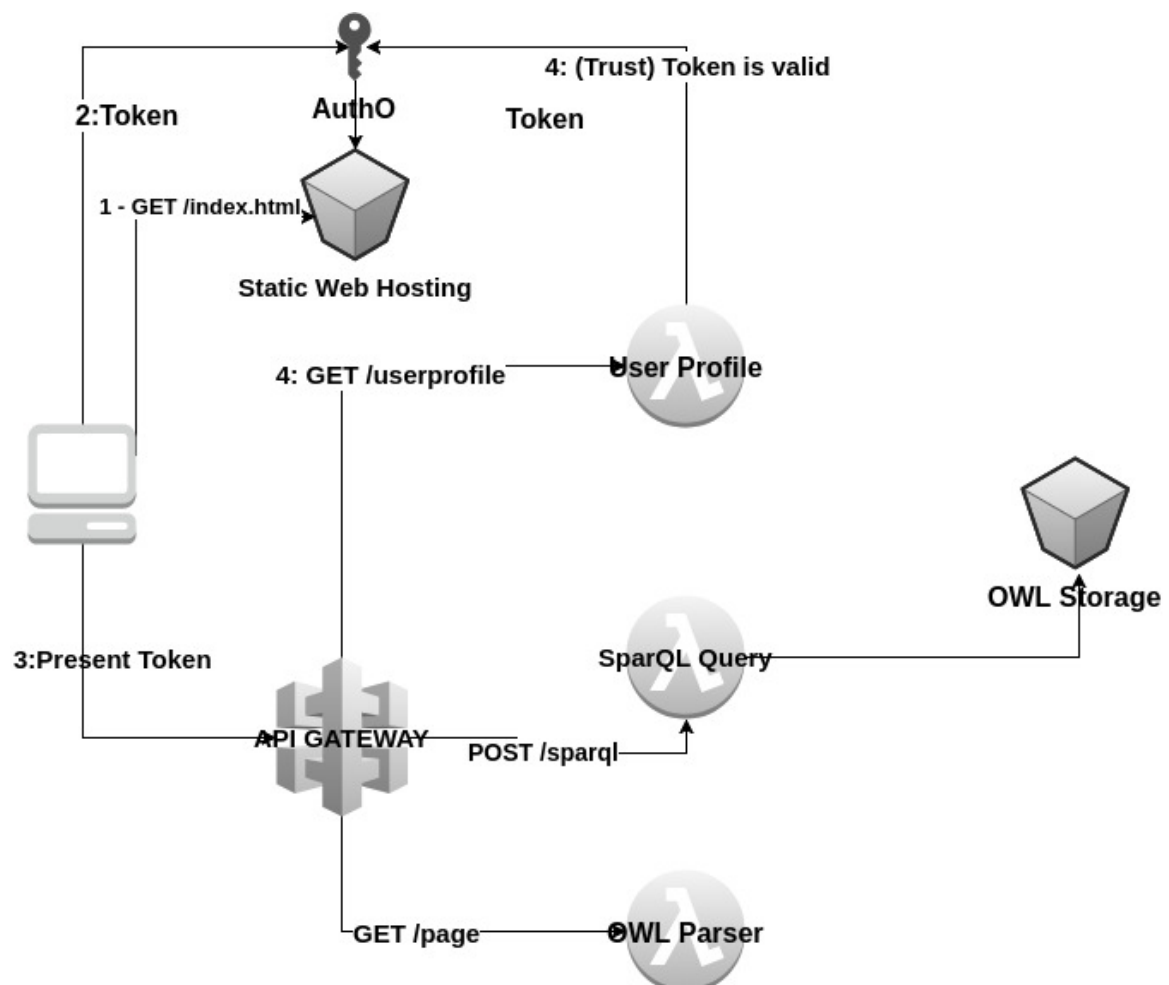 4: (Trust) Token is valid
2:Token
AuthO
Token
1 - GET /index.html
Static Web Hosting
4: GET /userprofile
User Profile
OWL Storage
3:Present Token
SparQL Query
API GATEWAY
POST /sparql
GET /page
OWL Parser